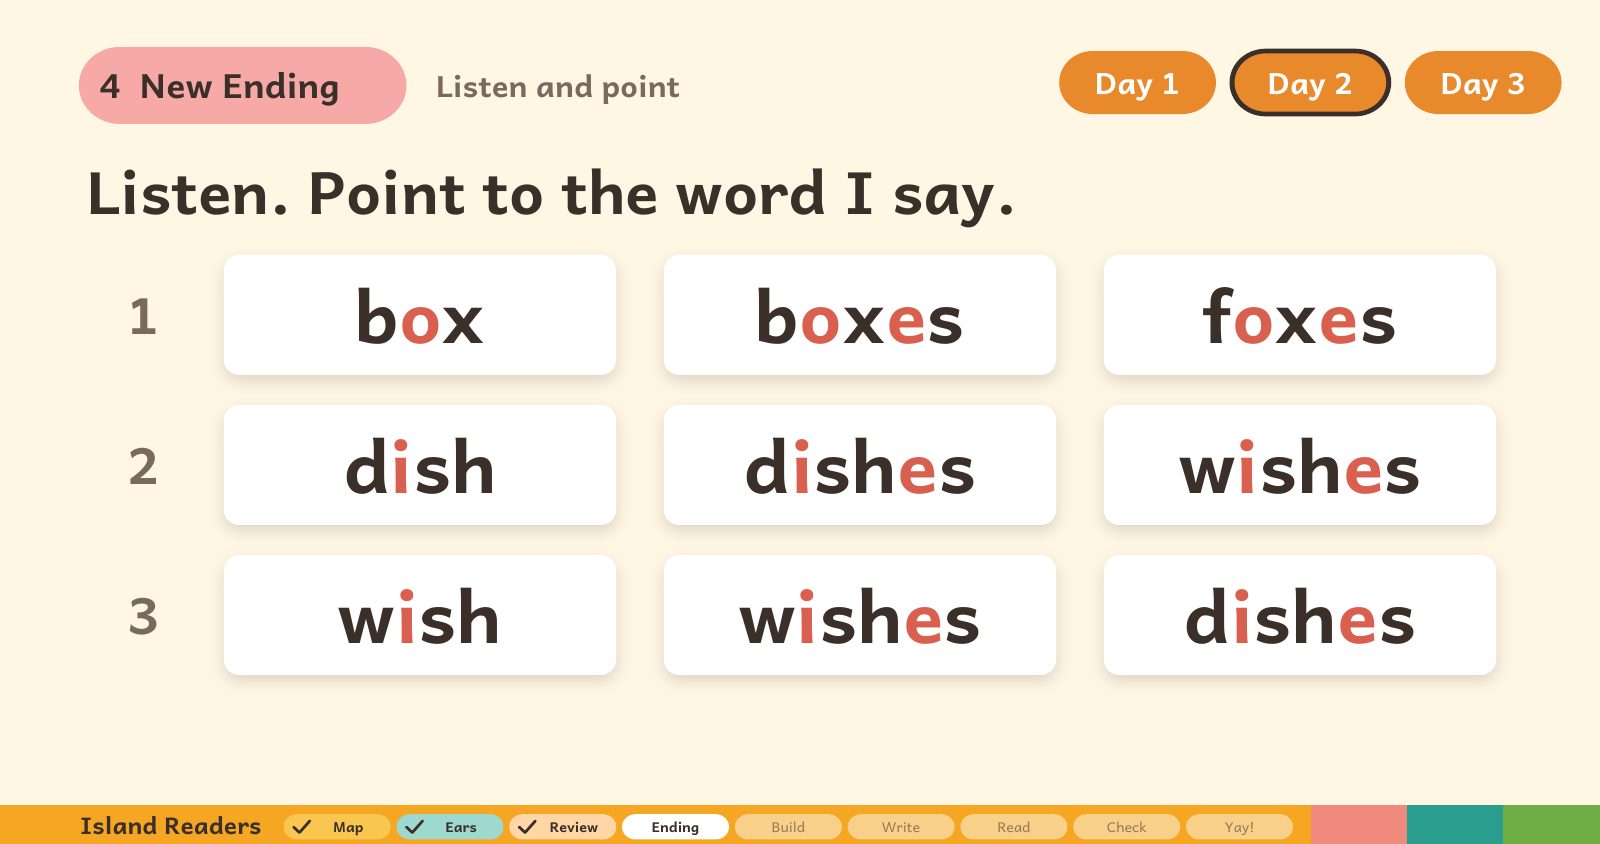 4 New Ending
Listen and point
Day 1
Day 2
Day 3
Listen. Point to the word I say.
1 box boxes foxes
2 dish dishes wishes
3 wish wishes dishes
Island Readers Map Ears Review Ending Build Write Read Check Yay!